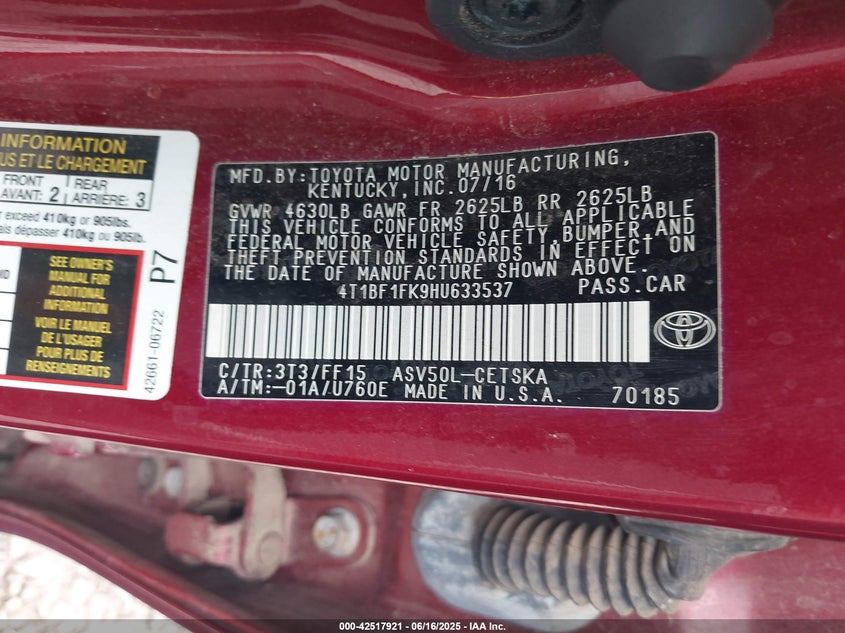 INFORMATION
US ET LE CHARGEMENT
FRONT
AVANT: 2
REAR
ARRIÈRE: 3
r exceed 410kg or 905lbs.
ais dépasser 410kg ou 905lb.
SEE OWNER'S
MANUAL FOR
ADDITIONAL
INFORMATION
VOIR LE MANUEL
DE L'USAGER
POUR PLUS DE
RENSEIGNEMENTS
P7
42661-06722
MFD.BY:TOYOTA MOTOR MANUFACTURING,
KENTUCKY,INC.07/16
GVWR 4630LB GAWR FR 2625LB RR 2625LB
THIS VEHICLE CONFORMS TO ALL APPLICABLE
FEDERAL MOTOR VEHICLE SAFETY,BUMPER,AND
THEFT PREVENTION STANDARDS IN EFFECT ON
THE DATE OF MANUFACTURE SHOWN ABOVE.
4T1BF1FK9HU633537 PASS.CAR
C/TR:3T3/FF15 ASV50L-CETSKA
A/TM:-01A/U760E MADE IN U.S.A. 70185
000-42517921 - 06/16/2025 - IAA Inc.